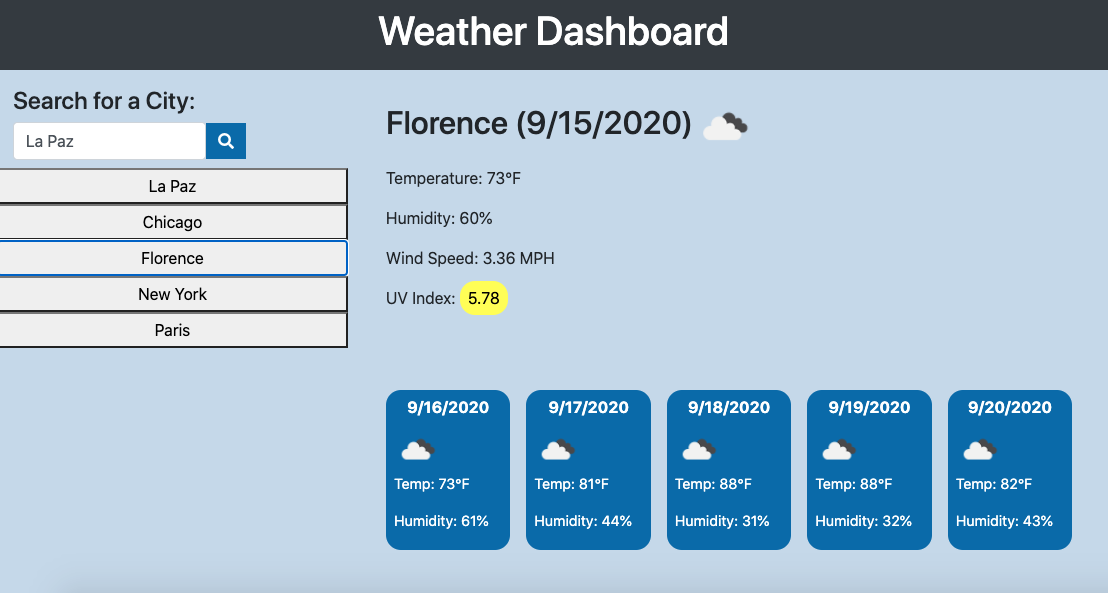 Weather Dashboard
Search for a City:
La Paz
La Paz
Chicago
Florence
New York
Paris
Florence (9/15/2020)
Temperature: 73°F
Humidity: 60%
Wind Speed: 3.36 MPH
UV Index: 5.78
9/16/2020
Temp: 73°F
Humidity: 61%
9/17/2020
Temp: 81°F
Humidity: 44%
9/18/2020
Temp: 88°F
Humidity: 31%
9/19/2020
Temp: 88°F
Humidity: 32%
9/20/2020
Temp: 82°F
Humidity: 43%